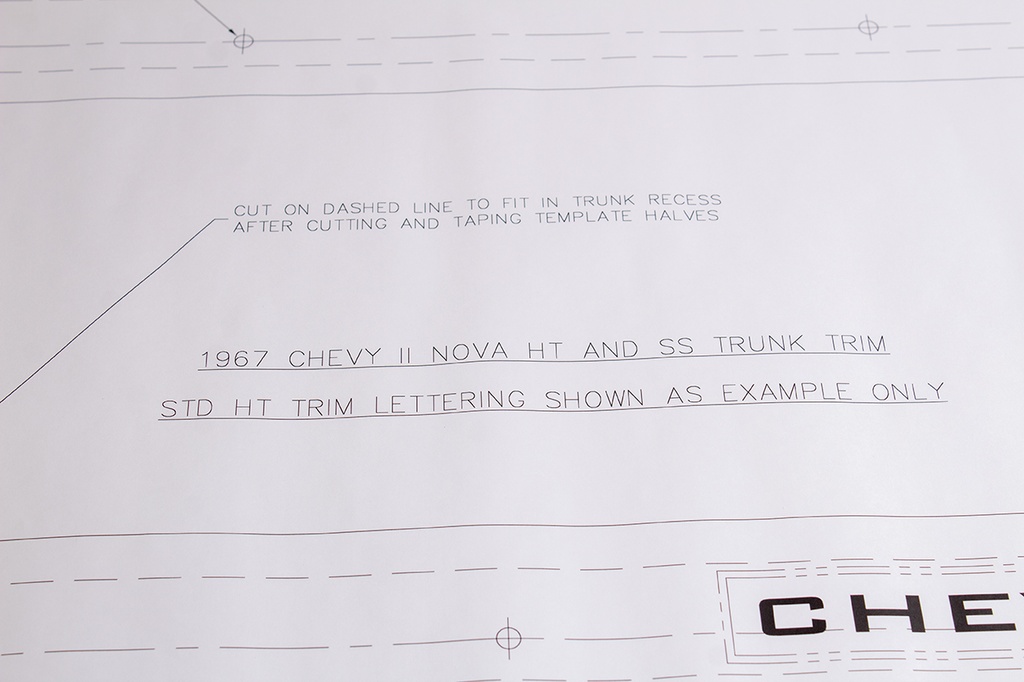 CUT ON DASHED LINE TO FIT IN TRUNK RECESS
AFTER CUTTING AND TAPING TEMPLATE HALVES
1967 CHEVY II NOVA HT AND SS TRUNK TRIM
STD HT TRIM LETTERING SHOWN AS EXAMPLE ONLY
CHE